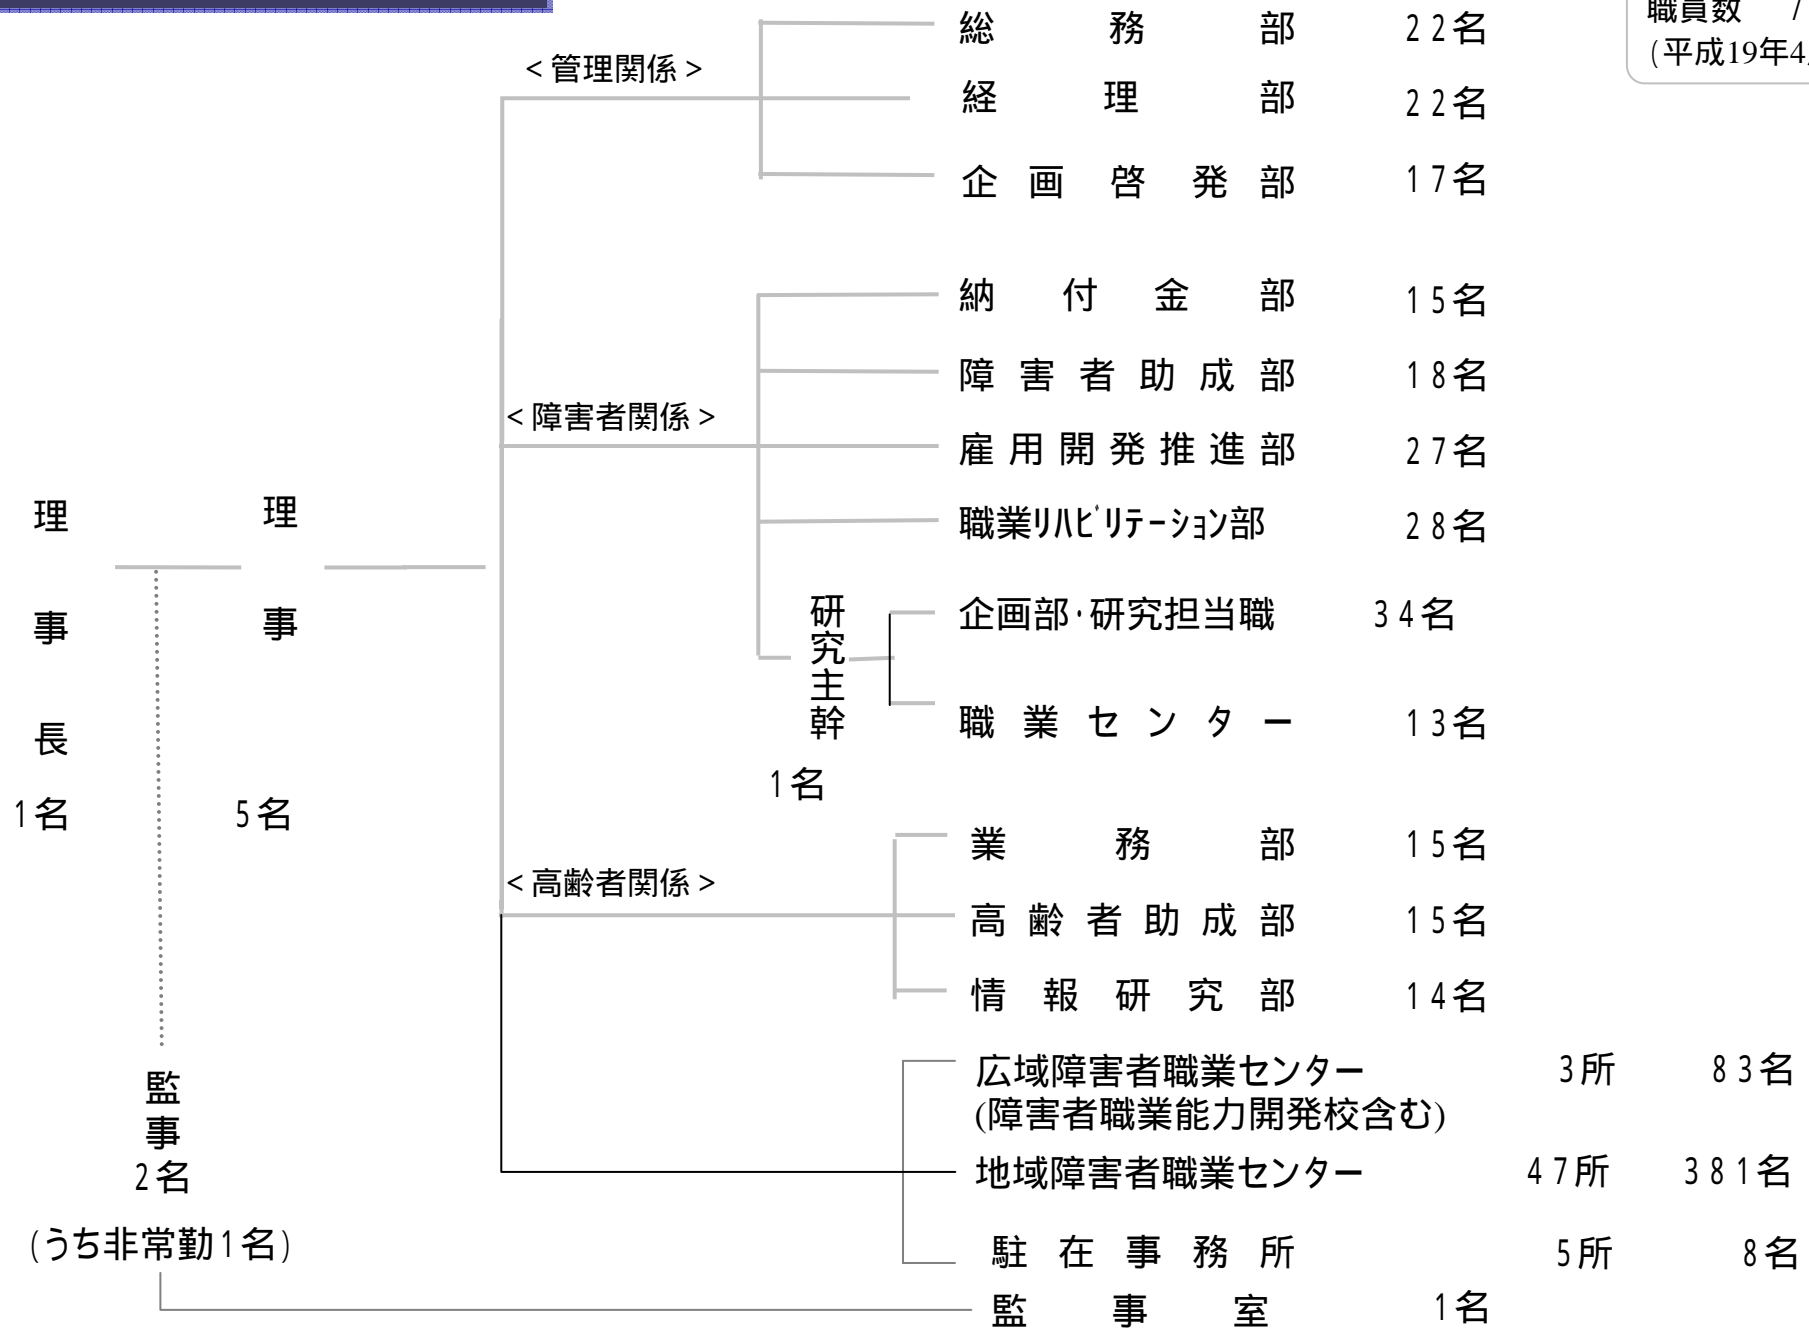 職員数
(平成19年4
<管理関係>
総務部 22名
経理部 22名
企画啓発部 17名
<障害者関係>
納付金部 15名
障害者助成部 18名
雇用開発推進部 27名
職業ﾘﾊﾋﾞﾘﾃｰｼｮﾝ部 28名
研究主幹
1名
企画部・研究担当職 34名
職業センター 13名
理事長
1名
理事
5名
<高齢者関係>
業務部 15名
高齢者助成部 15名
情報研究部 14名
広域障害者職業センター 3所 83名
(障害者職業能力開発校含む)
地域障害者職業センター 47所 381名
駐在事務所 5所 8名
監事
2名
(うち非常勤1名)
監事室 1名